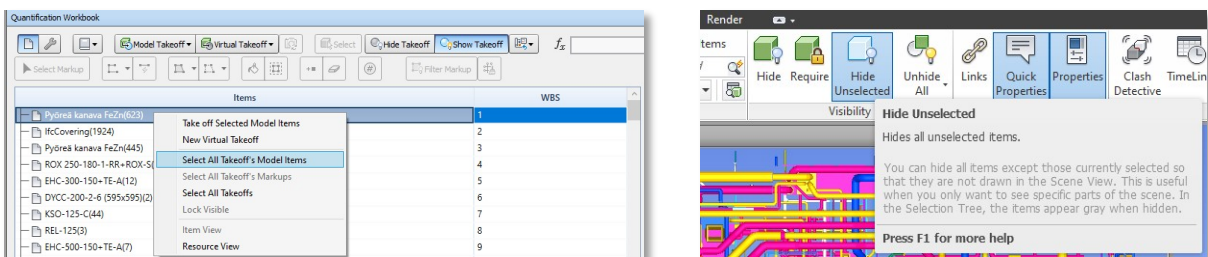 Quantification Workbook
Model Takeoff Virtual Takeoff Select Hide Takeoff Show Takeoff fx
Select Markup Filter Markup
Items WBS
Pyöreä kanava FeZn(623) 1
IfcCovering(1924) 2
Pyöreä kanava FeZn(445) 3
ROX 250-180-1-RR+ROX-S( 4
EHC-300-150+TE-A(12) 5
DYCC-200-2-6 (595x595)(2) 6
KSO-125-C(44) 7
REL-125(3) 8
EHC-500-150+TE-A(7) 9
Take off Selected Model Items
New Virtual Takeoff
Select All Takeoff's Model Items
Select All Takeoff's Markups
Select All Takeoffs
Lock Visible
Item View
Resource View
Render
Hide Require Hide Unhide Links Quick Properties Clash TimeLin
Unselected All Properties Detective
Visibility
Hide Unselected
Hides all unselected items.
You can hide all items except those currently selected so
that they are not drawn in the Scene View. This is useful
when you only want to see specific parts of the scene. In
the Selection Tree, the items appear gray when hidden.
Press F1 for more help